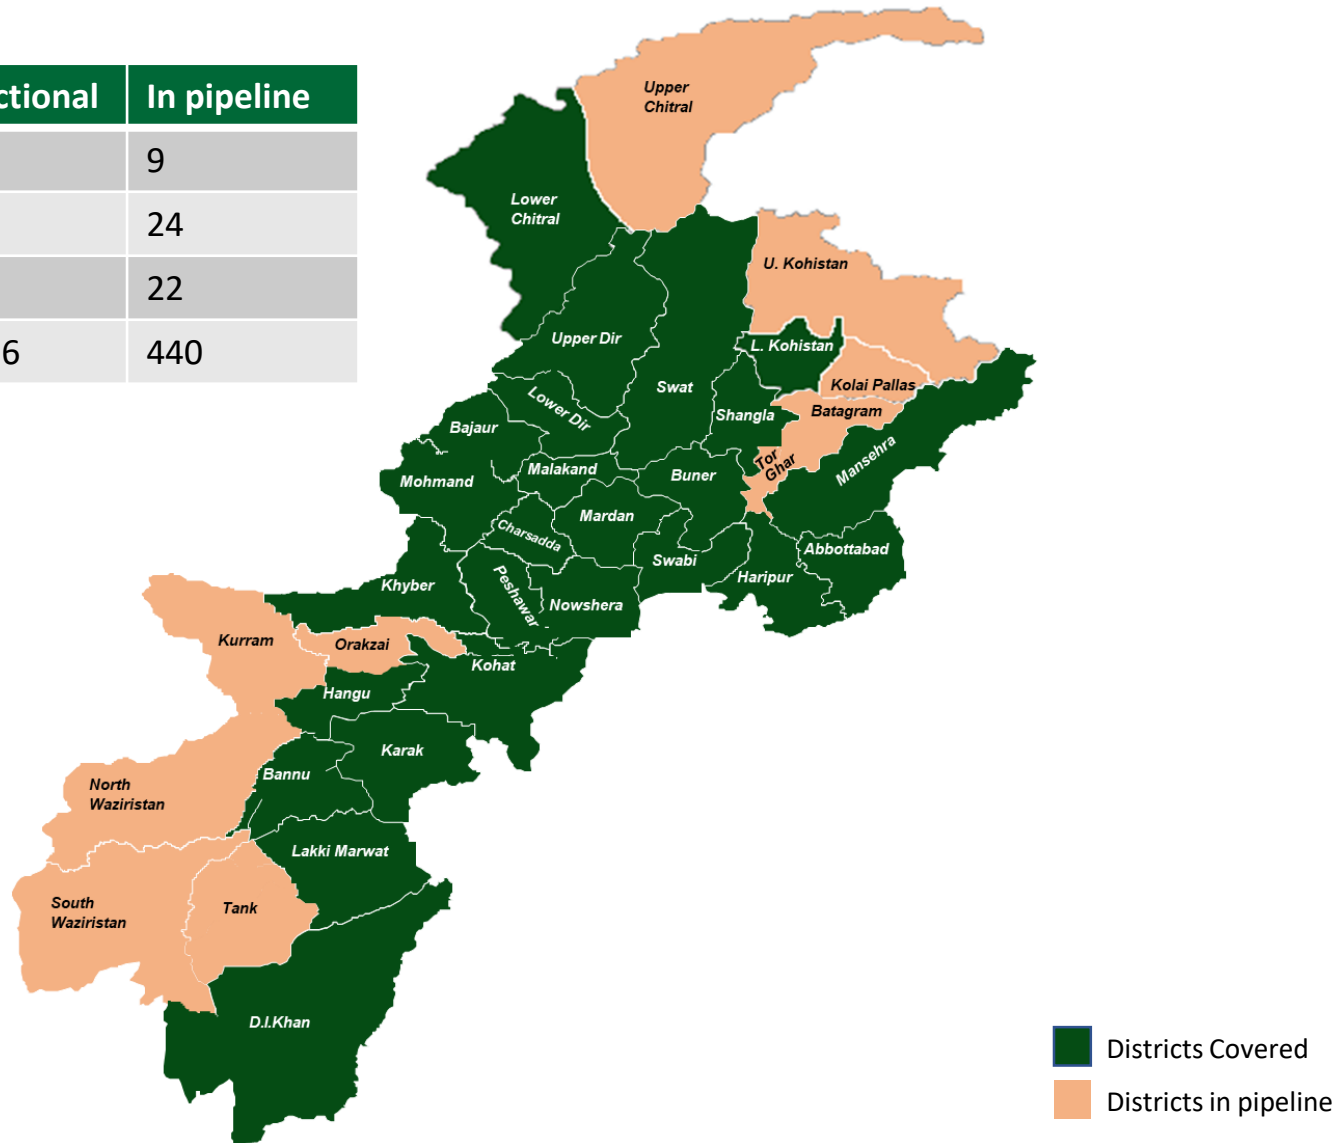 ctional In pipeline
9
24
22
6 440
Upper
Chitral
Lower
Chitral
U. Kohistan
Upper Dir
L. Kohistan
Swat
Kolai Pallas
Lower Dir
Shangla
Batagram
Bajaur
Mansehra
Tor
Ghar
Malakand
Buner
Mohmand
Mardan
Charsadda
Abbottabad
Swabi
Haripur
Khyber
Peshawar
Nowshera
Kurram
Orakzai
Kohat
Hangu
Karak
Bannu
North
Waziristan
Lakki Marwat
South
Waziristan
Tank
D.I.Khan
Districts Covered
Districts in pipeline